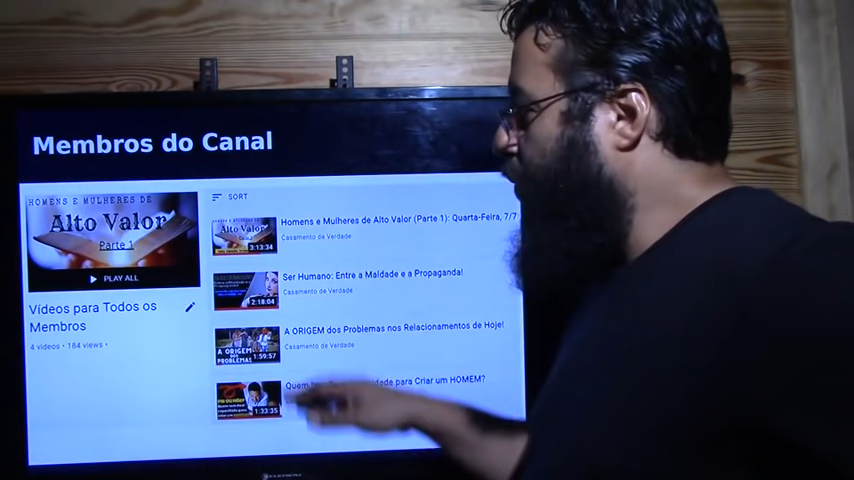 Membros do Canal
HOMENS E MULHERES DE
Alto Valor
Parte 1
PLAY ALL
Vídeos para Todos os
Membros
4 videos • 184 views •
SORT
Alto Valor
3:13:34
Homens e Mulheres de Alto Valor (Parte 1): Quarta-Feira, 7/7
Casamento de Verdade
2:18:04
Ser Humano: Entre a Maldade e a Propaganda!
Casamento de Verdade
A ORIGEM
DOS
PROBLEMAS
1:59:57
A ORIGEM dos Problemas nos Relacionamentos de Hoje!
Casamento de Verdade
1:33:35
Quem para Criar um HOMEM?